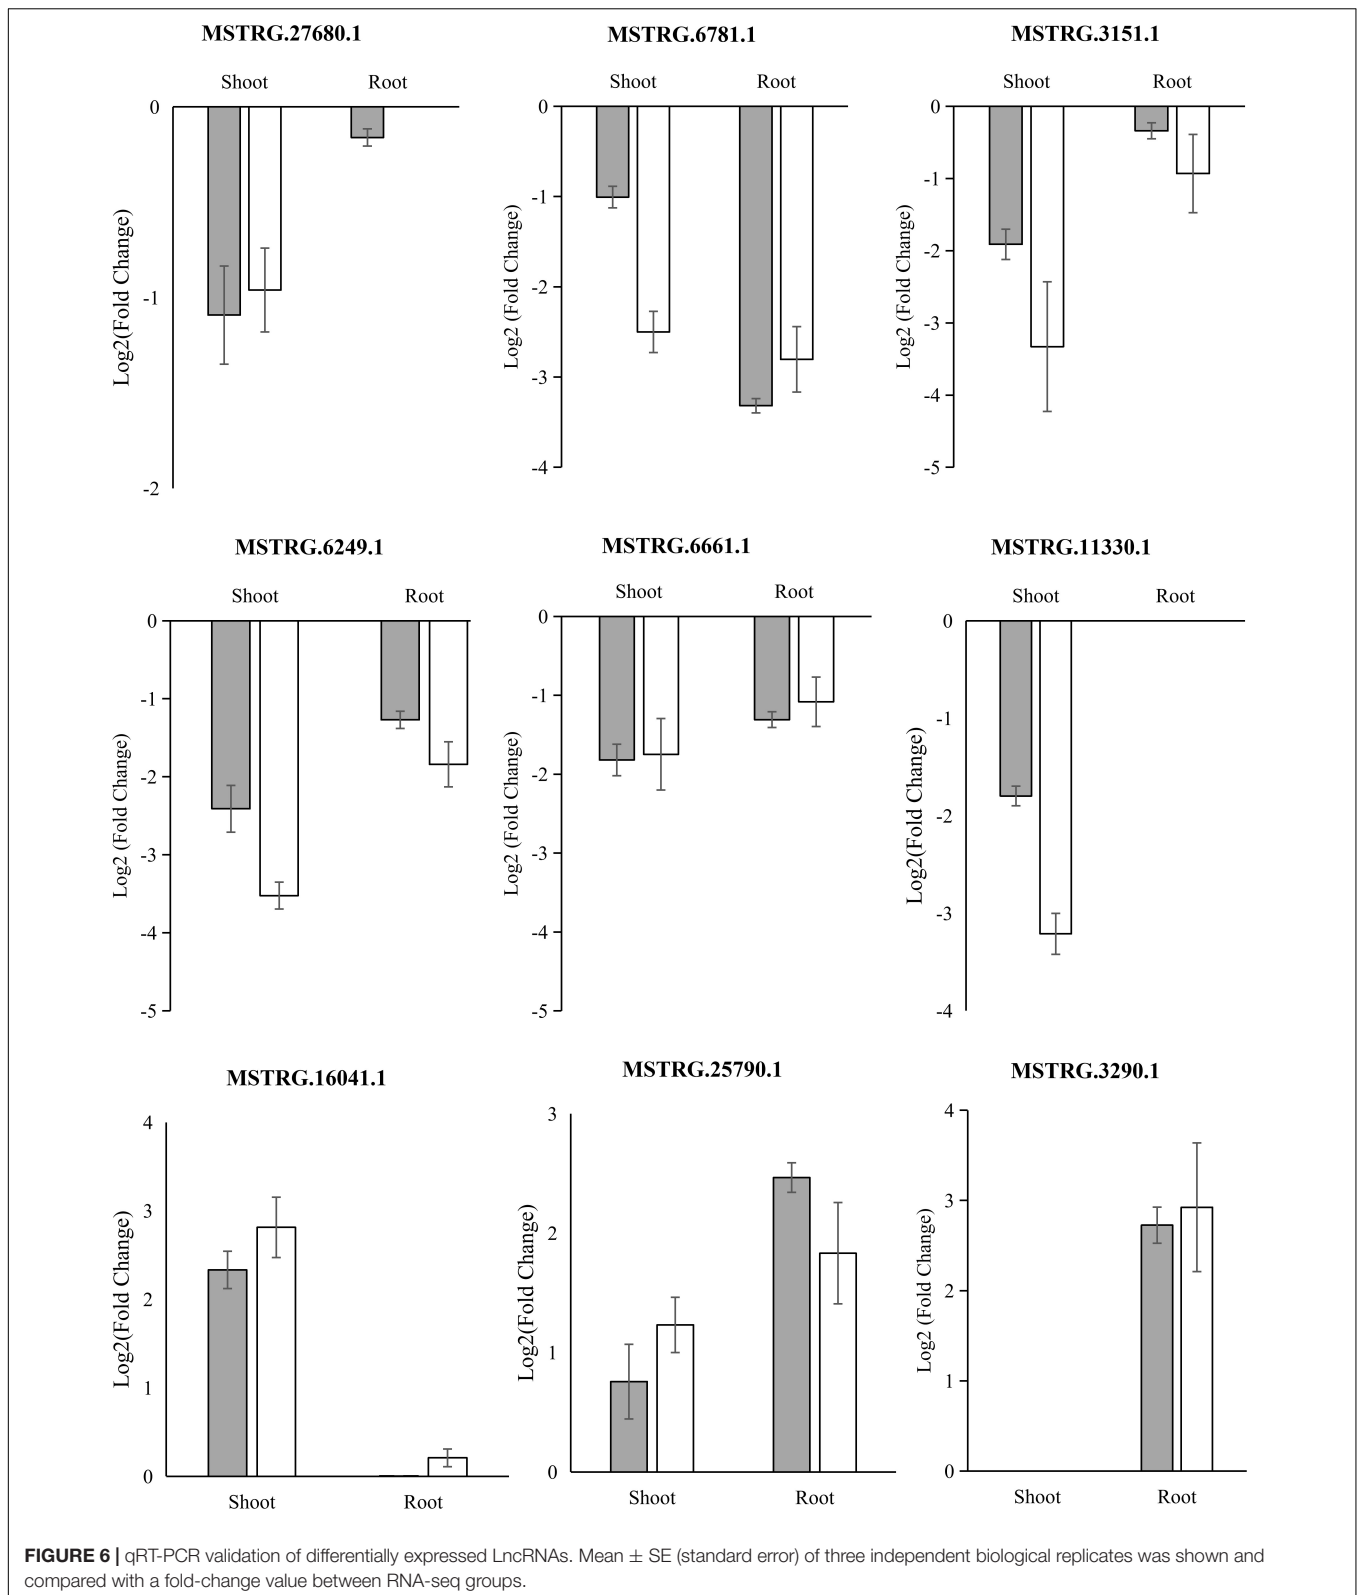 MSTRG.27680.1
Shoot Root
0
-1
-2
Log2(Fold Change)
MSTRG.6781.1
Shoot Root
0
-1
-2
-3
-4
Log2 (Fold Change)
MSTRG.3151.1
Shoot Root
0
-1
-2
-3
-4
-5
Log2 (Fold Change)
MSTRG.6249.1
Shoot Root
0
-1
-2
-3
-4
-5
Log2 (Fold Change)
MSTRG.6661.1
Shoot Root
0
-1
-2
-3
-4
-5
Log2 (Fold Change)
MSTRG.11330.1
Shoot Root
0
-1
-2
-3
-4
Log2(Fold Change)
MSTRG.16041.1
4
3
2
1
0
Log2(Fold Change)
Shoot Root
MSTRG.25790.1
3
2
1
0
Log2(Fold Change)
Shoot Root
MSTRG.3290.1
4
3
2
1
0
Log2 (Fold Change)
Shoot Root
FIGURE 6 | qRT-PCR validation of differentially expressed LncRNAs. Mean ± SE (standard error) of three independent biological replicates was shown and
compared with a fold-change value between RNA-seq groups.